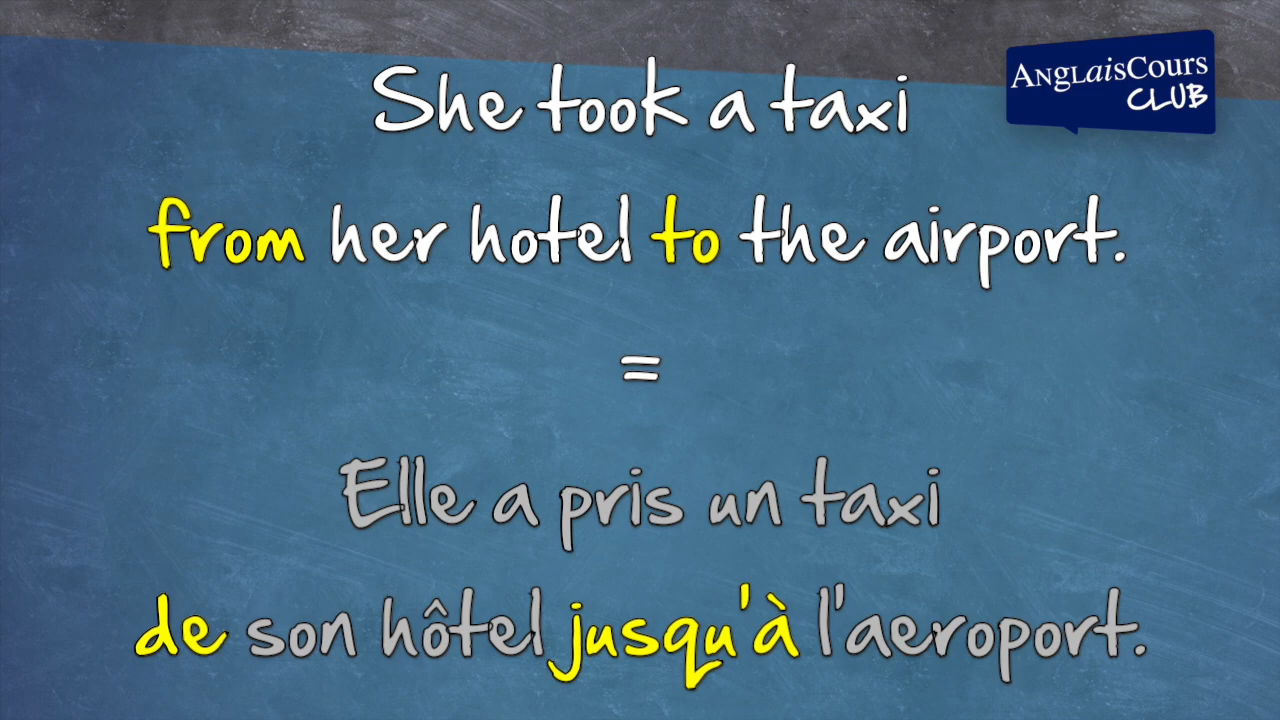 AnglaisCours
CLUB
She took a taxi
from her hotel to the airport.
=
Elle a pris un taxi
de son hôtel jusqu'à l'aeroport.